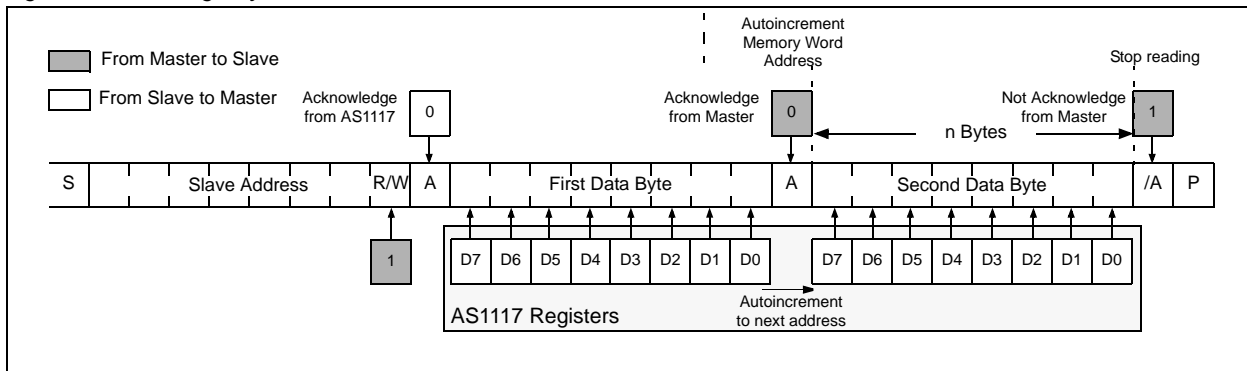 Autoincrement
Memory Word
Address
Stop reading
From Master to Slave
From Slave to Master
Acknowledge
from AS1117
0
Acknowledge
from Master
0
Not Acknowledge
from Master
1
n Bytes
S Slave Address R/W A First Data Byte A Second Data Byte /A P
1
D7 D6 D5 D4 D3 D2 D1 D0 D7 D6 D5 D4 D3 D2 D1 D0
Autoincrement
to next address
AS1117 Registers